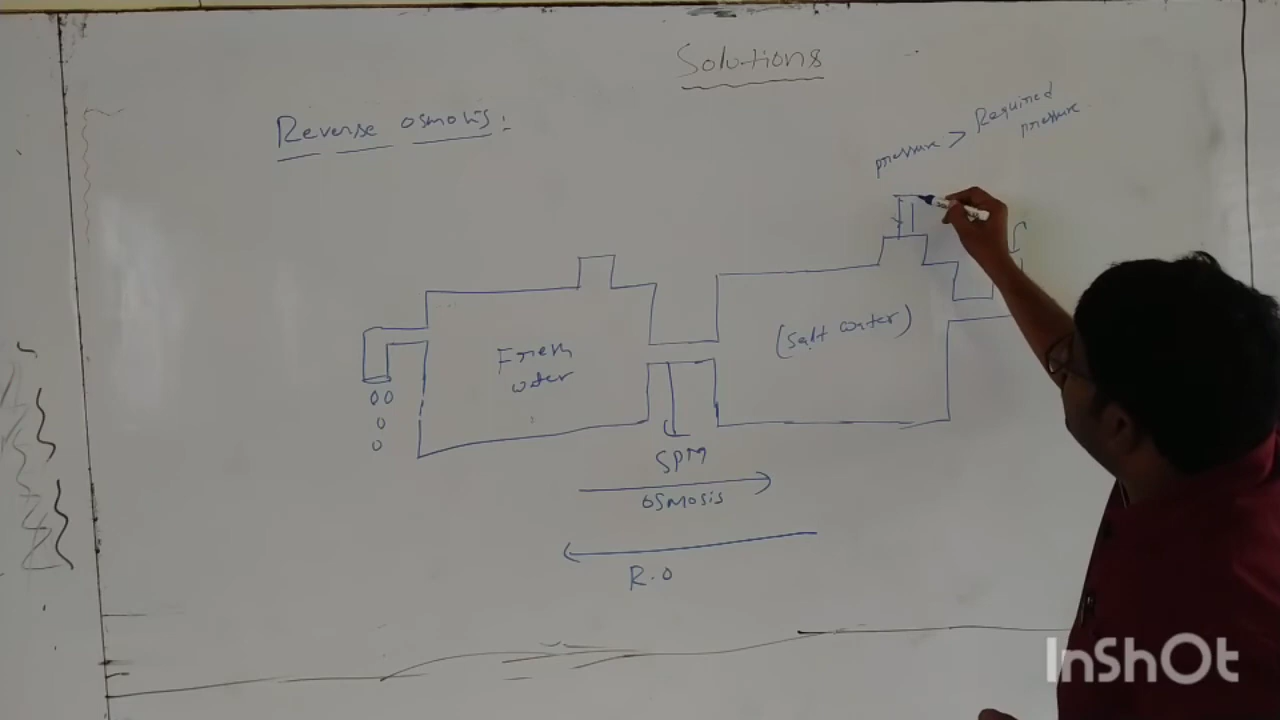 Solutions
Reverse osmosis:
pressure > Required
pressure
Fresh
water
(Salt water)
SPM
osmosis
R.O
InShOt